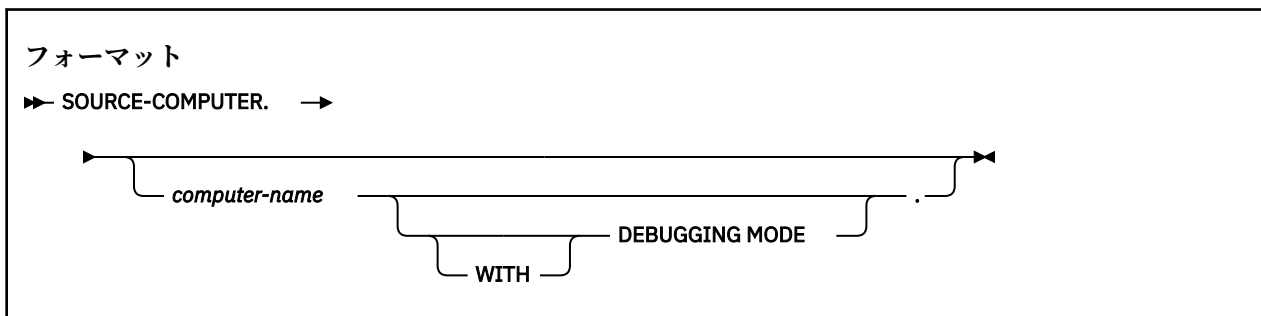 フォーマット
SOURCE-COMPUTER.
computer-name .
DEBUGGING MODE
WITH